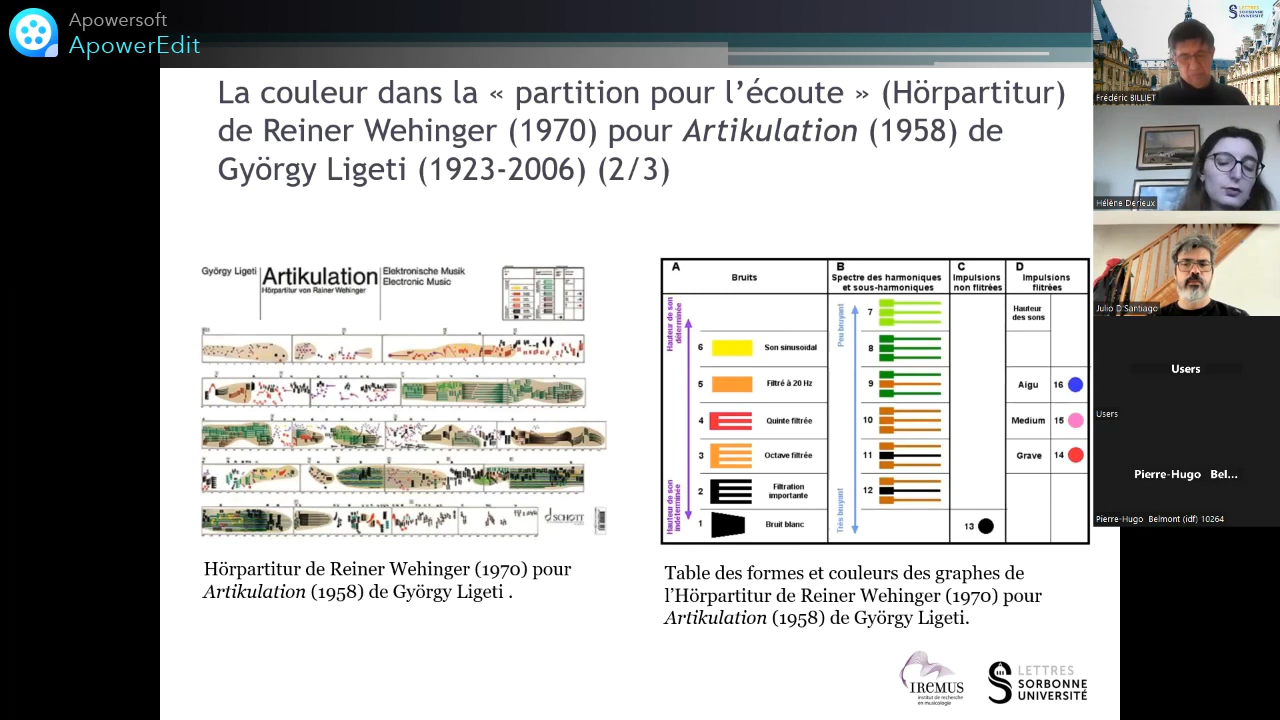 Apowersoft
ApowerEdit
La couleur dans la « partition pour l’écoute » (Hörpartitur)
de Reiner Wehinger (1970) pour Artikulation (1958) de
György Ligeti (1923-2006) (2/3)
György Ligeti
Artikulation
Hörpartitur von Rainer Wehinger
Elektronische Musik
Electronic Music
SCHOTT
Hörpartitur de Reiner Wehinger (1970) pour
Artikulation (1958) de György Ligeti .
A
Bruits
B
Spectre des harmoniques
et sous-harmoniques
C
Impulsions
non filtrées
D
Impulsions
filtrées
Hauteur de son
déterminée
Hauteur de son
indéterminée
6 Son sinusoïdal
5 Filtré à 20 Hz
4 Quinte filtrée
3 Octave filtrée
2 Filtration
importante
1 Bruit blanc
Peu bruyant
Très bruyant
7
8
9
10
11
12
13
Hauteur
des sons
Aigu 16
Medium 15
Grave 14
Table des formes et couleurs des graphes de
l’Hörpartitur de Reiner Wehinger (1970) pour
Artikulation (1958) de György Ligeti.
IREMUS
Institut de recherche
en musicologie
LETTRES
SORBONNE
UNIVERSITÉ
LETTRES
SORBONNE
UNIVERSITÉ
Frédéric BILLIET
Hélène Derieux
Julio D Santiago
Users
Users
Pierre-Hugo Bel...
Pierre-Hugo Belmont (idf) 10264